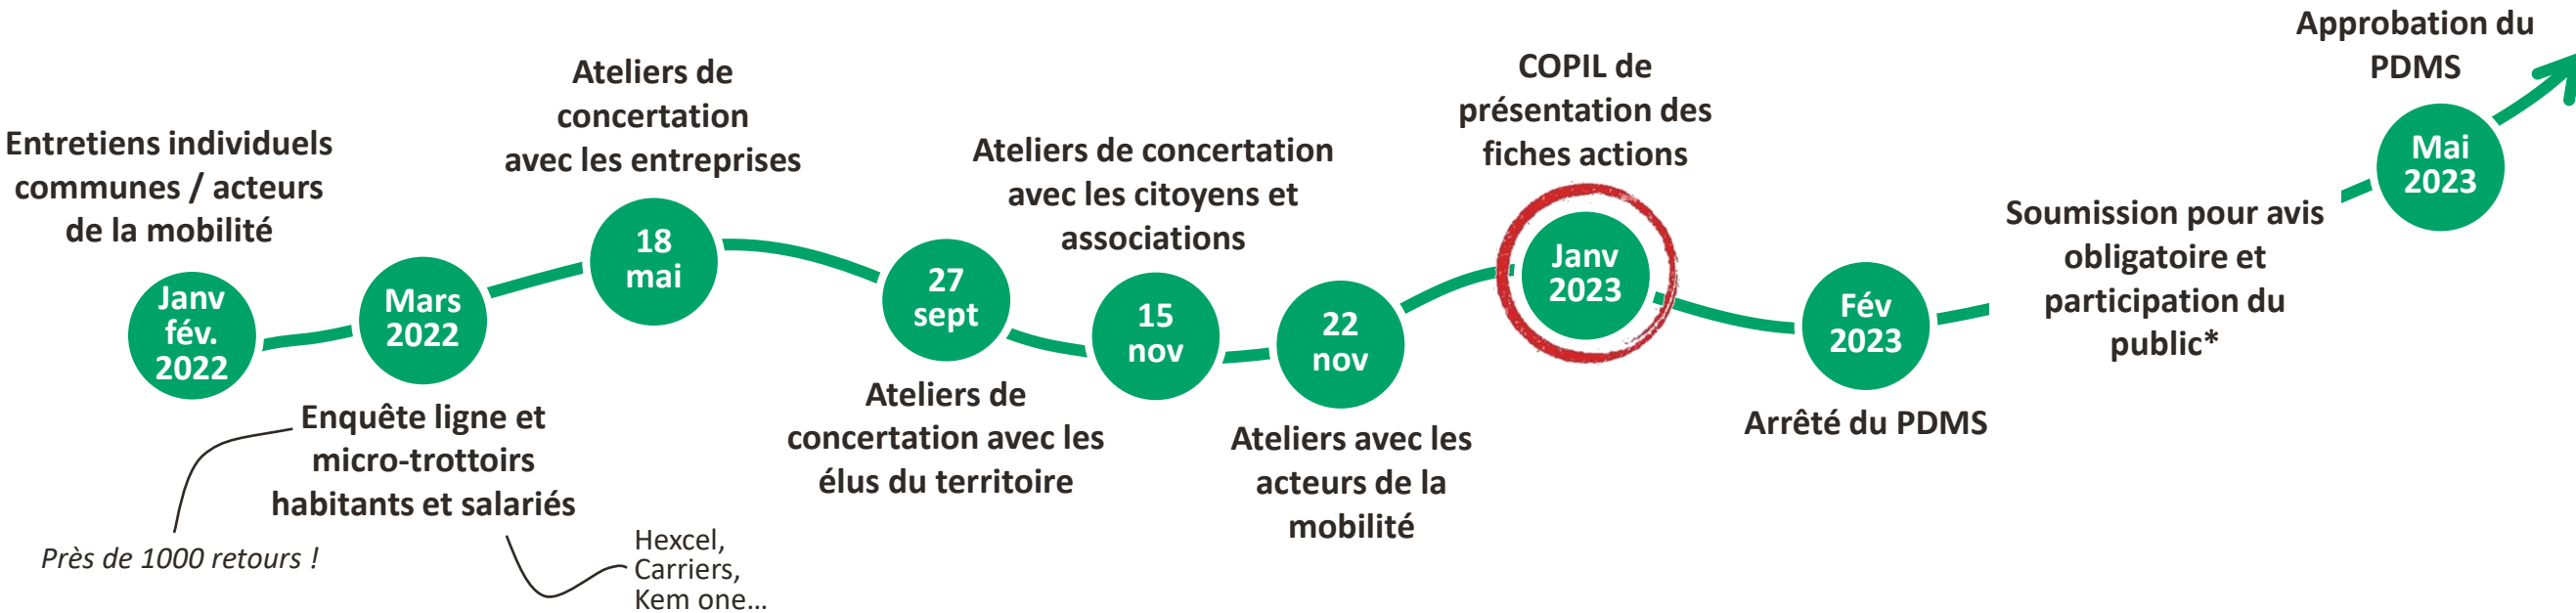 Entretiens individuels
communes / acteurs
de la mobilité
Janv
fév.
2022
Mars
2022
Enquête ligne et
micro-trottoirs
habitants et salariés
Près de 1000 retours !
Hexcel,
Carriers,
Kem one…
Ateliers de
concertation
avec les entreprises
18
mai
27
sept
Ateliers de
concertation avec les
élus du territoire
Ateliers de concertation
avec les citoyens et
associations
15
nov
22
nov
Ateliers avec les
acteurs de la
mobilité
COPIL de
présentation des
fiches actions
Janv
2023
Fév
2023
Arrêté du PDMS
Soumission pour avis
obligatoire et
participation du
public*
Approbation du
PDMS
Mai
2023